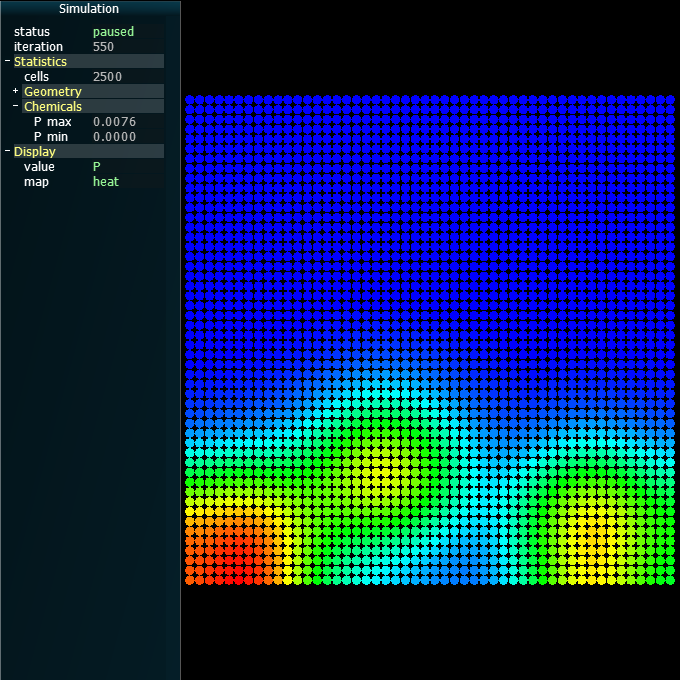 Simulation
status paused
iteration 550
- Statistics
cells 2500
+ Geometry
- Chemicals
P max 0.0076
P min 0.0000
- Display
value P
map heat